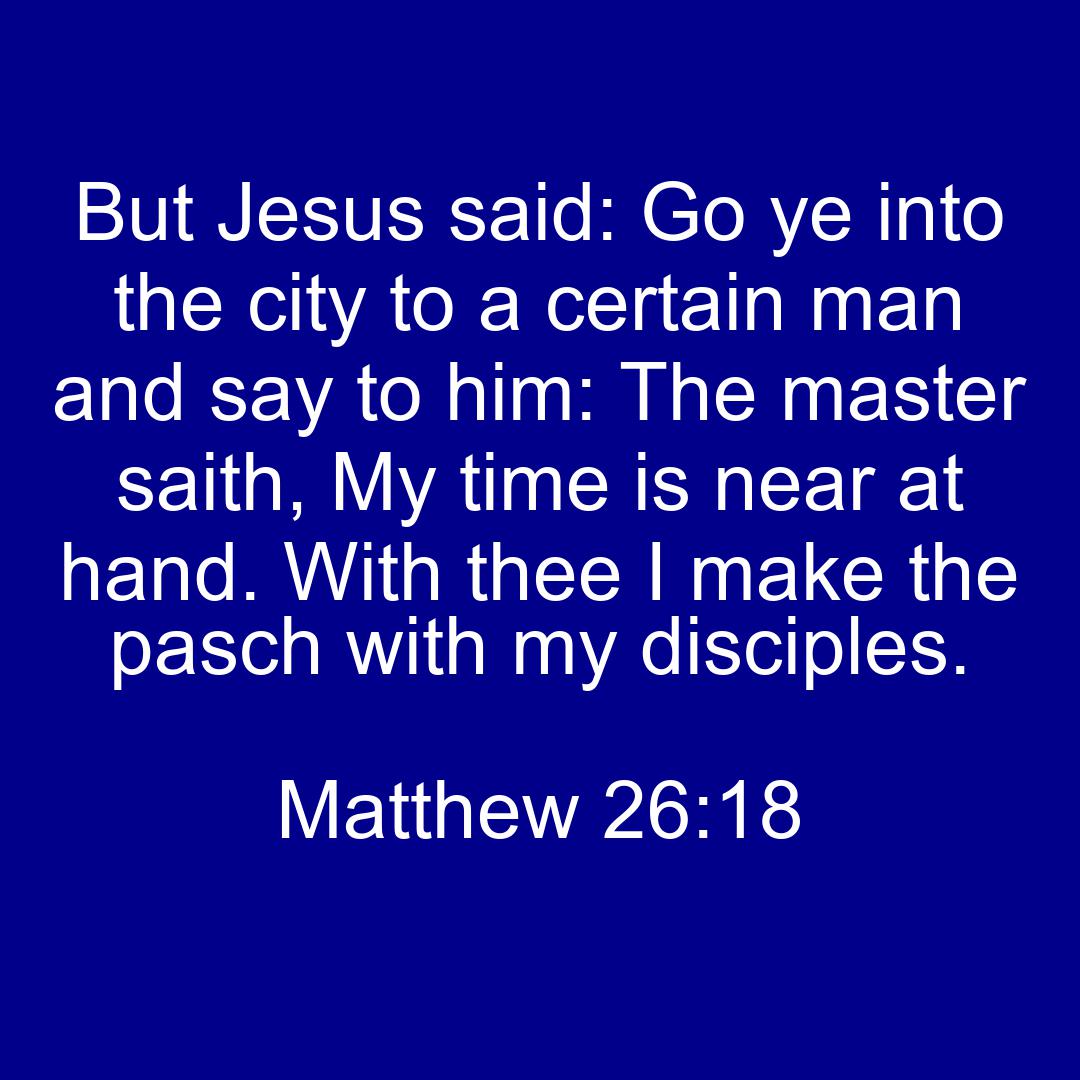 But Jesus said: Go ye into
the city to a certain man
and say to him: The master
saith, My time is near at
hand. With thee I make the
pasch with my disciples.
Matthew 26:18